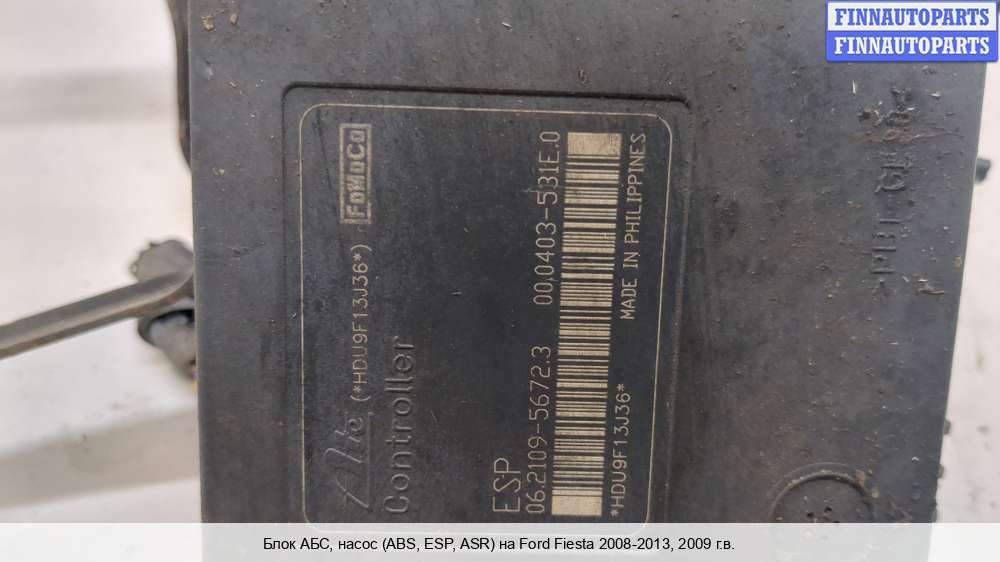 FINNAUTOPARTS
FINNAUTOPARTS
Ate (*HDU9F13J36*) FoMoCo
Controller
ESP
06.2109-5672.3 00.0403-531E.0
*HDU9F13J36* MADE IN PHILIPPINES
Блок АБС, насос (ABS, ESP, ASR) на Ford Fiesta 2008-2013, 2009 г.в.